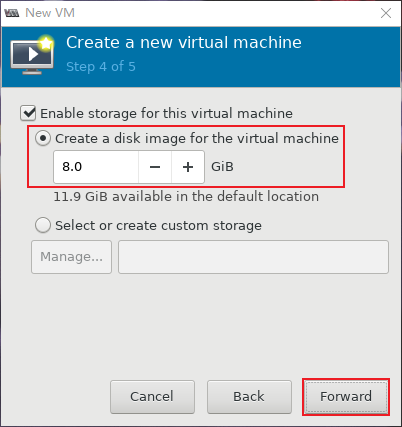 New VM
Create a new virtual machine
Step 4 of 5
Enable storage for this virtual machine
Create a disk image for the virtual machine
8.0 − + GiB
11.9 GiB available in the default location
Select or create custom storage
Manage...
Cancel Back Forward